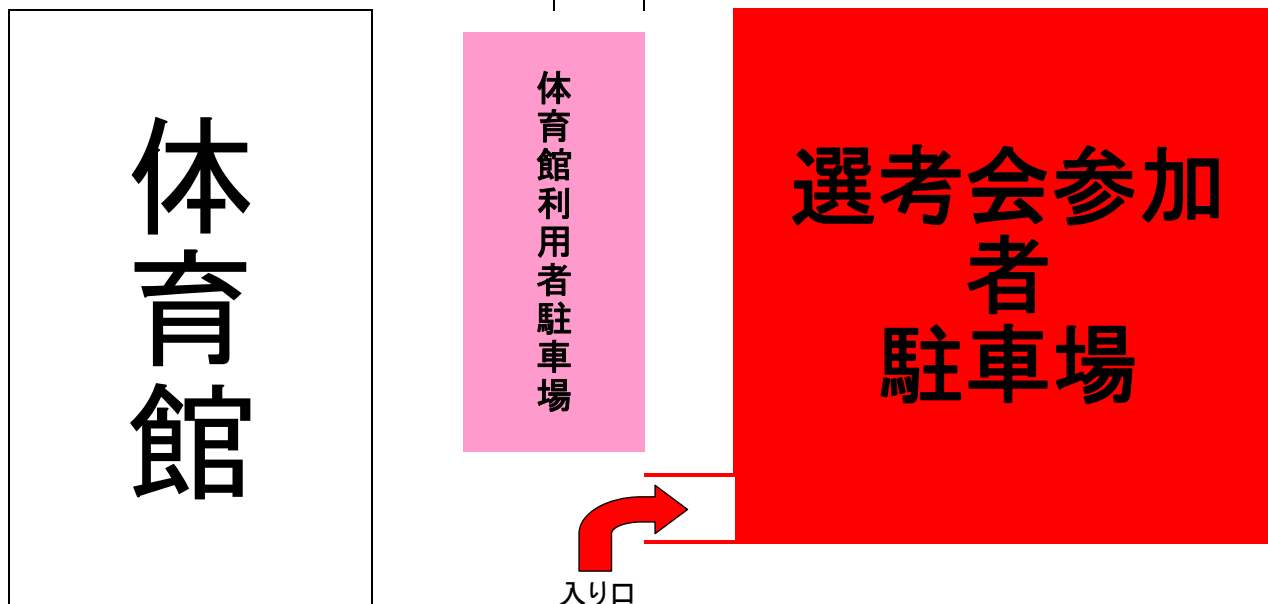 体育館
体育館利用者駐車場
選考会参加
者
駐車場
入り口